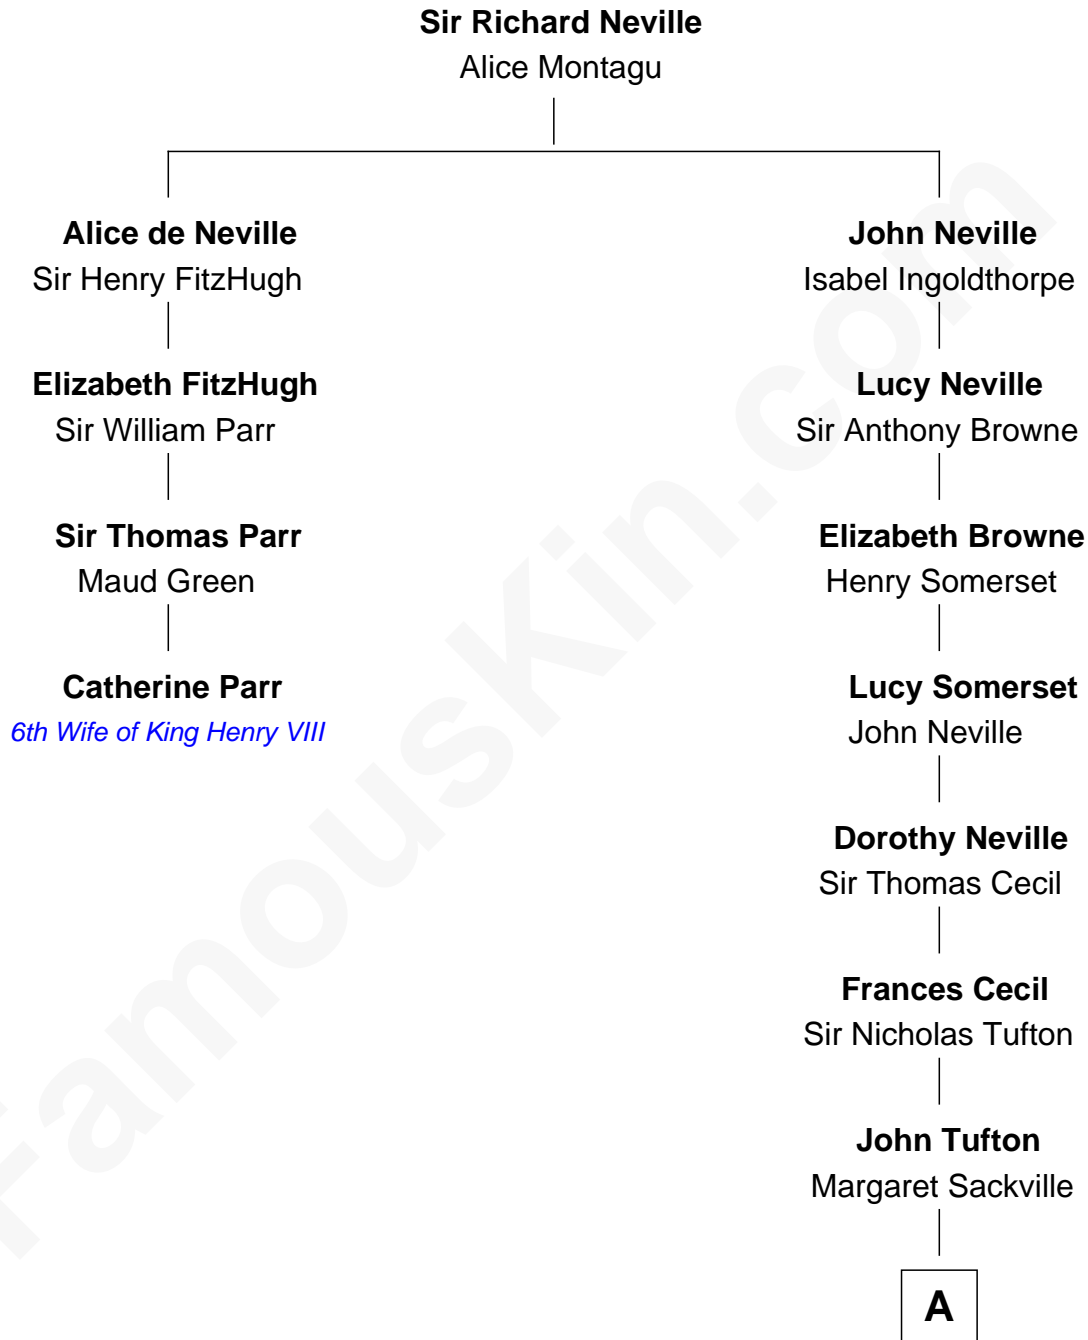 Sir Richard Neville
Alice Montagu
Alice de Neville
Sir Henry FitzHugh
John Neville
Isabel Ingoldthorpe
Elizabeth FitzHugh
Sir William Parr
Lucy Neville
Sir Anthony Browne
Sir Thomas Parr
Maud Green
Elizabeth Browne
Henry Somerset
Catherine Parr
6th Wife of King Henry VIII
Lucy Somerset
John Neville
Dorothy Neville
Sir Thomas Cecil
Frances Cecil
Sir Nicholas Tufton
John Tufton
Margaret Sackville
A
FamousKin.com